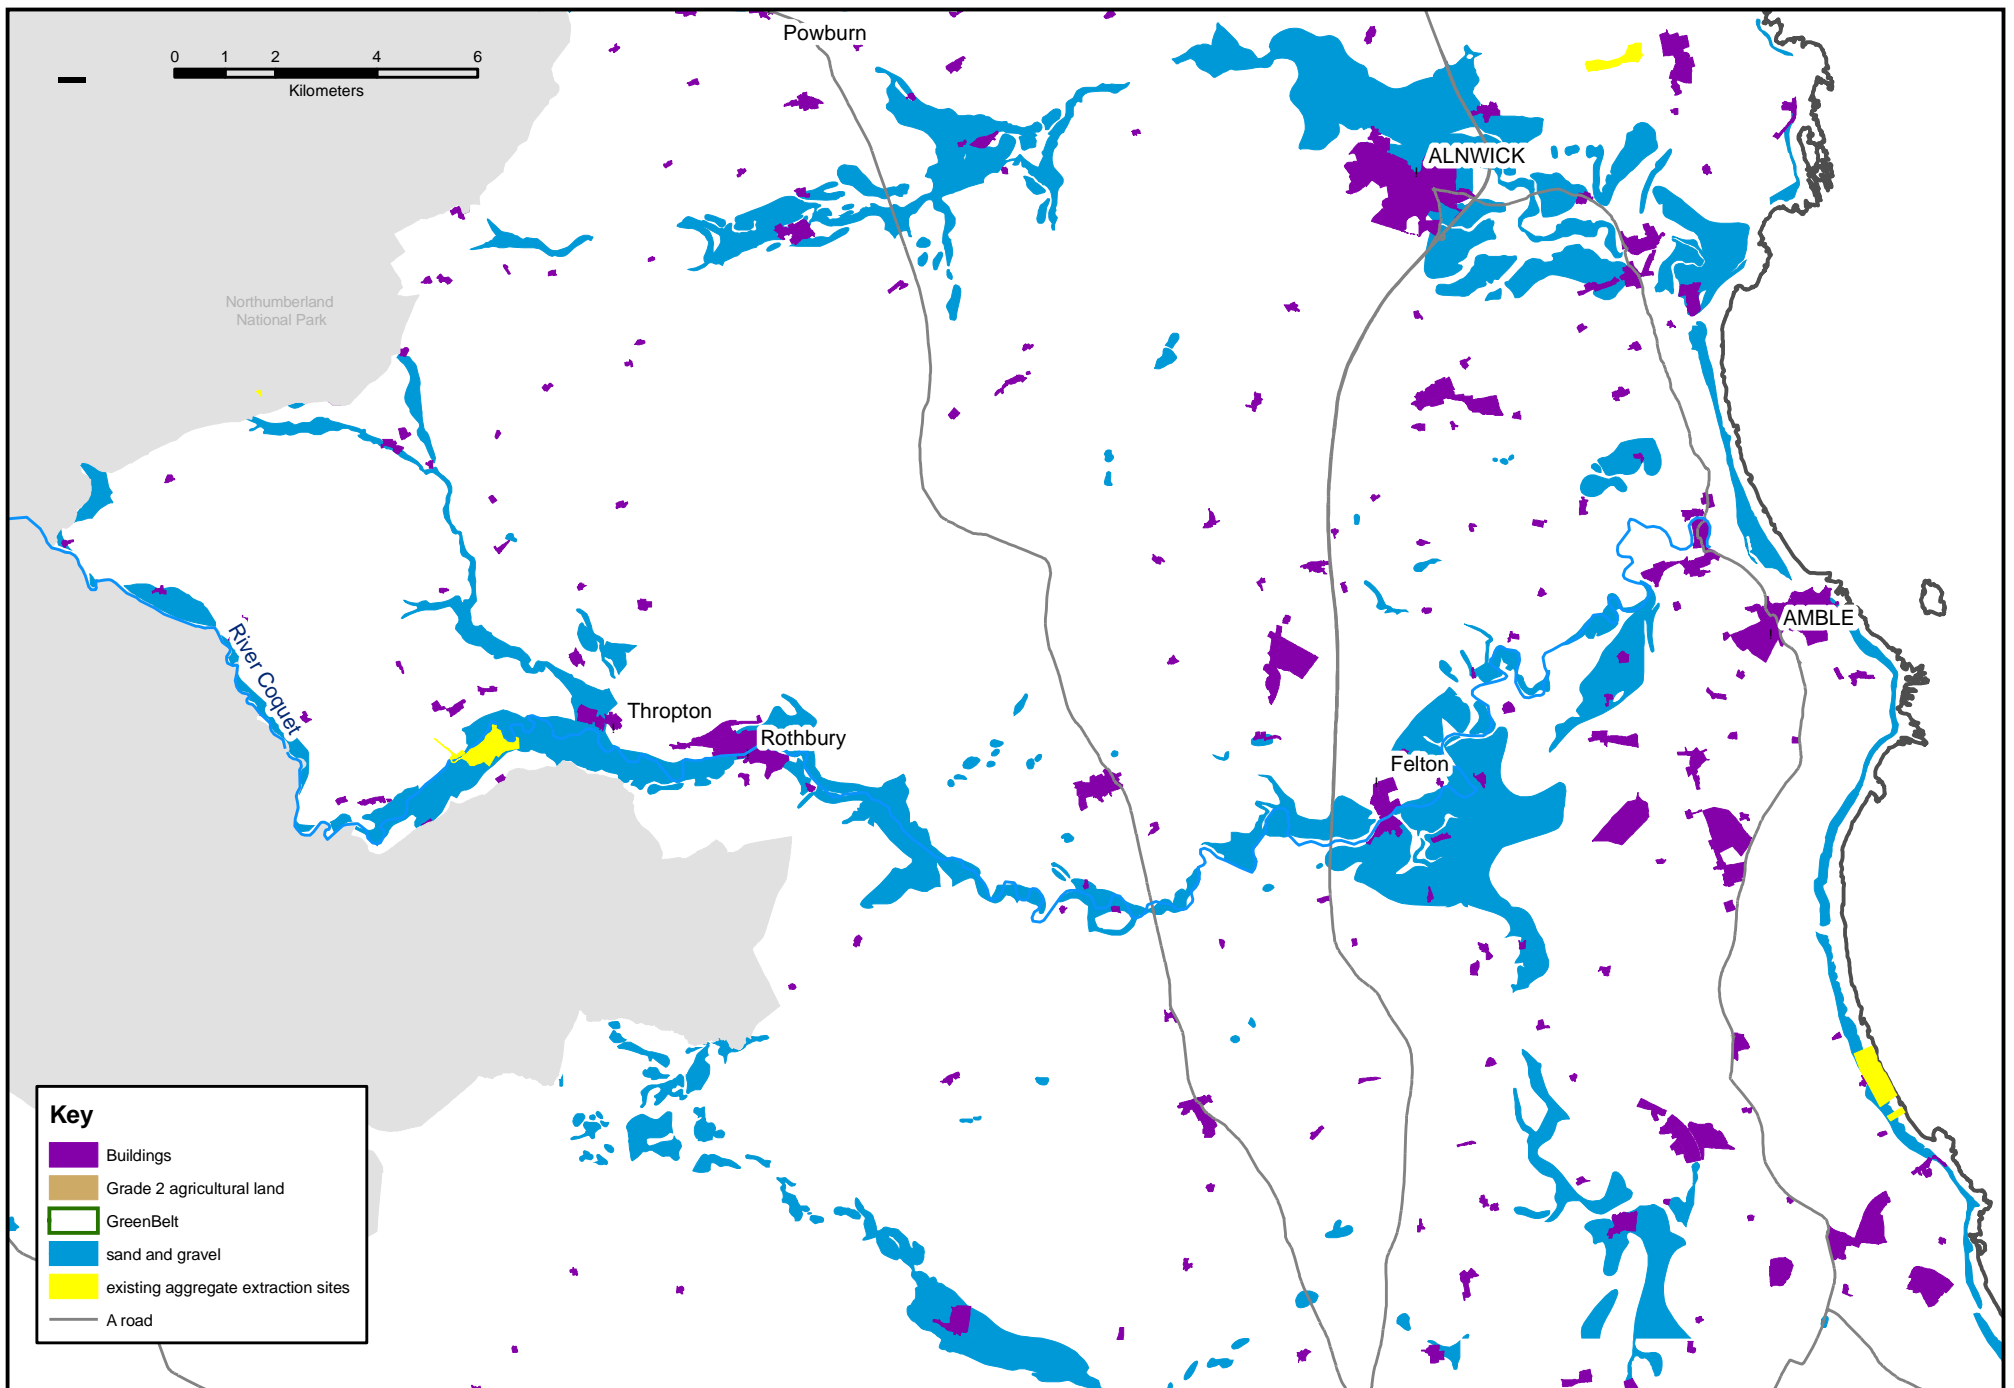 Powburn
0 1 2 4 6
Kilometers
ALNWICK
Northumberland
National Park
AMBLE
River Coquet
Thropton
Rothbury
Felton
Key
Buildings
Grade 2 agricultural land
GreenBelt
sand and gravel
existing aggregate extraction sites
A road